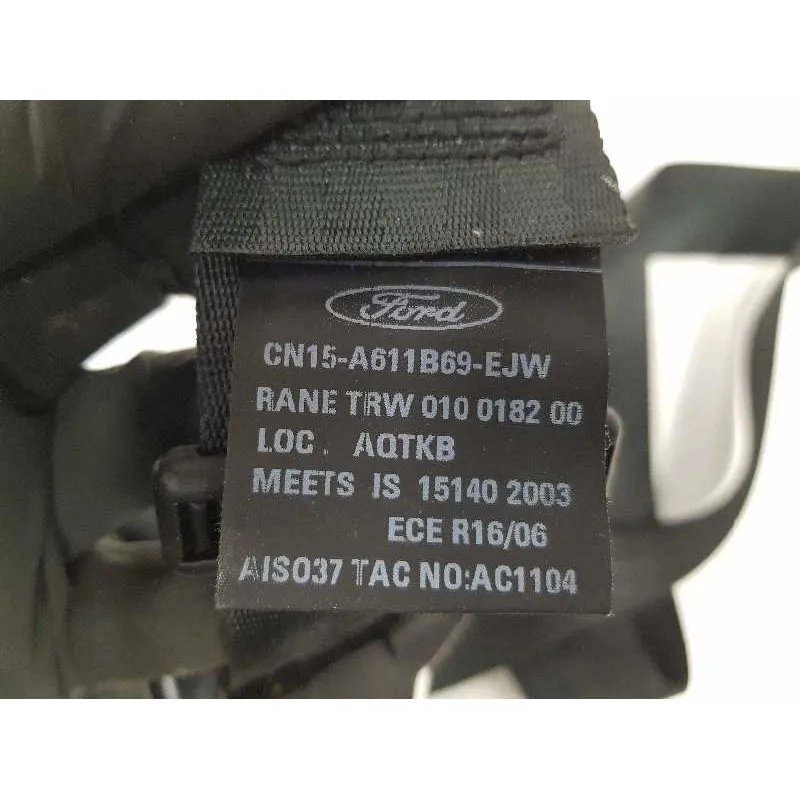 Ford
CN15-A611B69-EJW
RANE TRW 010 0182 00
LOC . AQTKB
MEETS IS 15140 2003
ECE R16/06
AISO37 TAC NO:AC1104